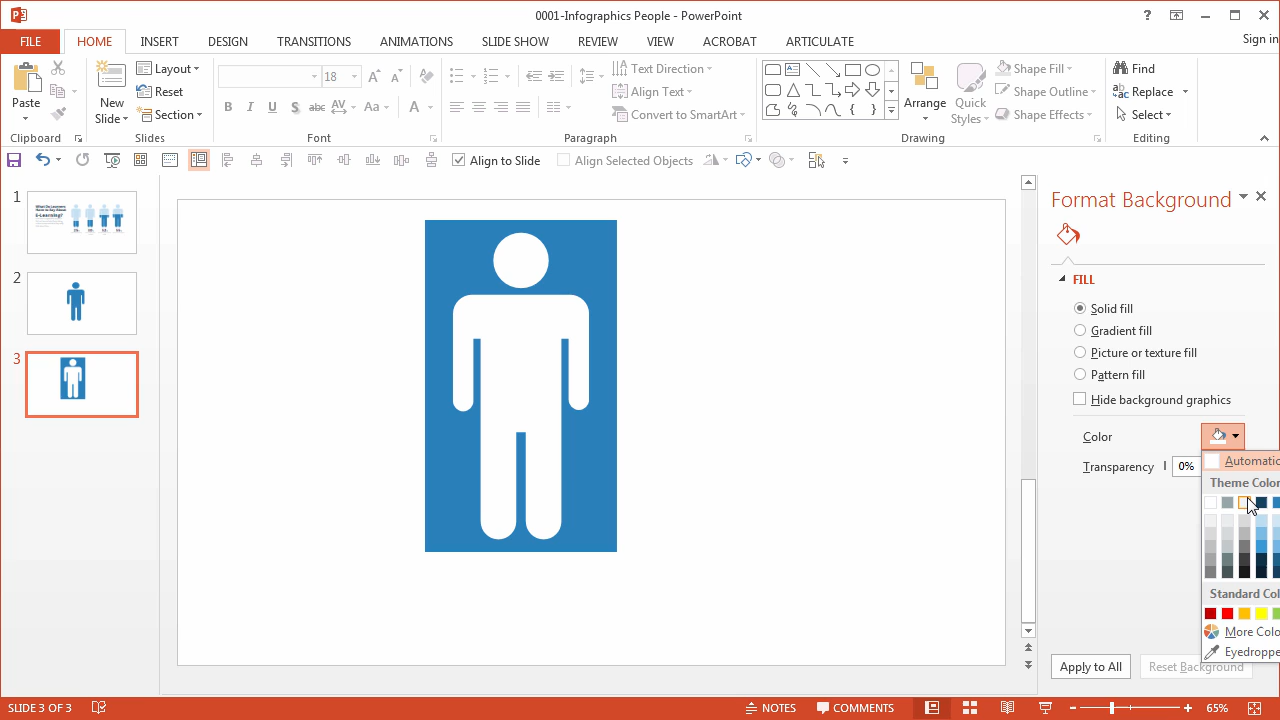 0001-Infographics People - PowerPoint
FILE HOME INSERT DESIGN TRANSITIONS ANIMATIONS SLIDE SHOW REVIEW VIEW ACROBAT ARTICULATE Sign in
Paste
Clipboard
New Slide
Layout
Reset
Section
Slides
18
B I U S abc AV Aa A
Font
Text Direction
Align Text
Convert to SmartArt
Paragraph
Arrange
Quick Styles
Shape Fill
Shape Outline
Shape Effects
Drawing
Find
Replace
Select
Editing
Align to Slide Align Selected Objects
1
E-Learning?
2
3
Format Background
FILL
Solid fill
Gradient fill
Picture or texture fill
Pattern fill
Hide background graphics
Color
Transparency 0%
Automatic
Theme Color
Standard Col
More Colo
Eyedroppe
Apply to All Reset Background
SLIDE 3 OF 3 NOTES COMMENTS 65%